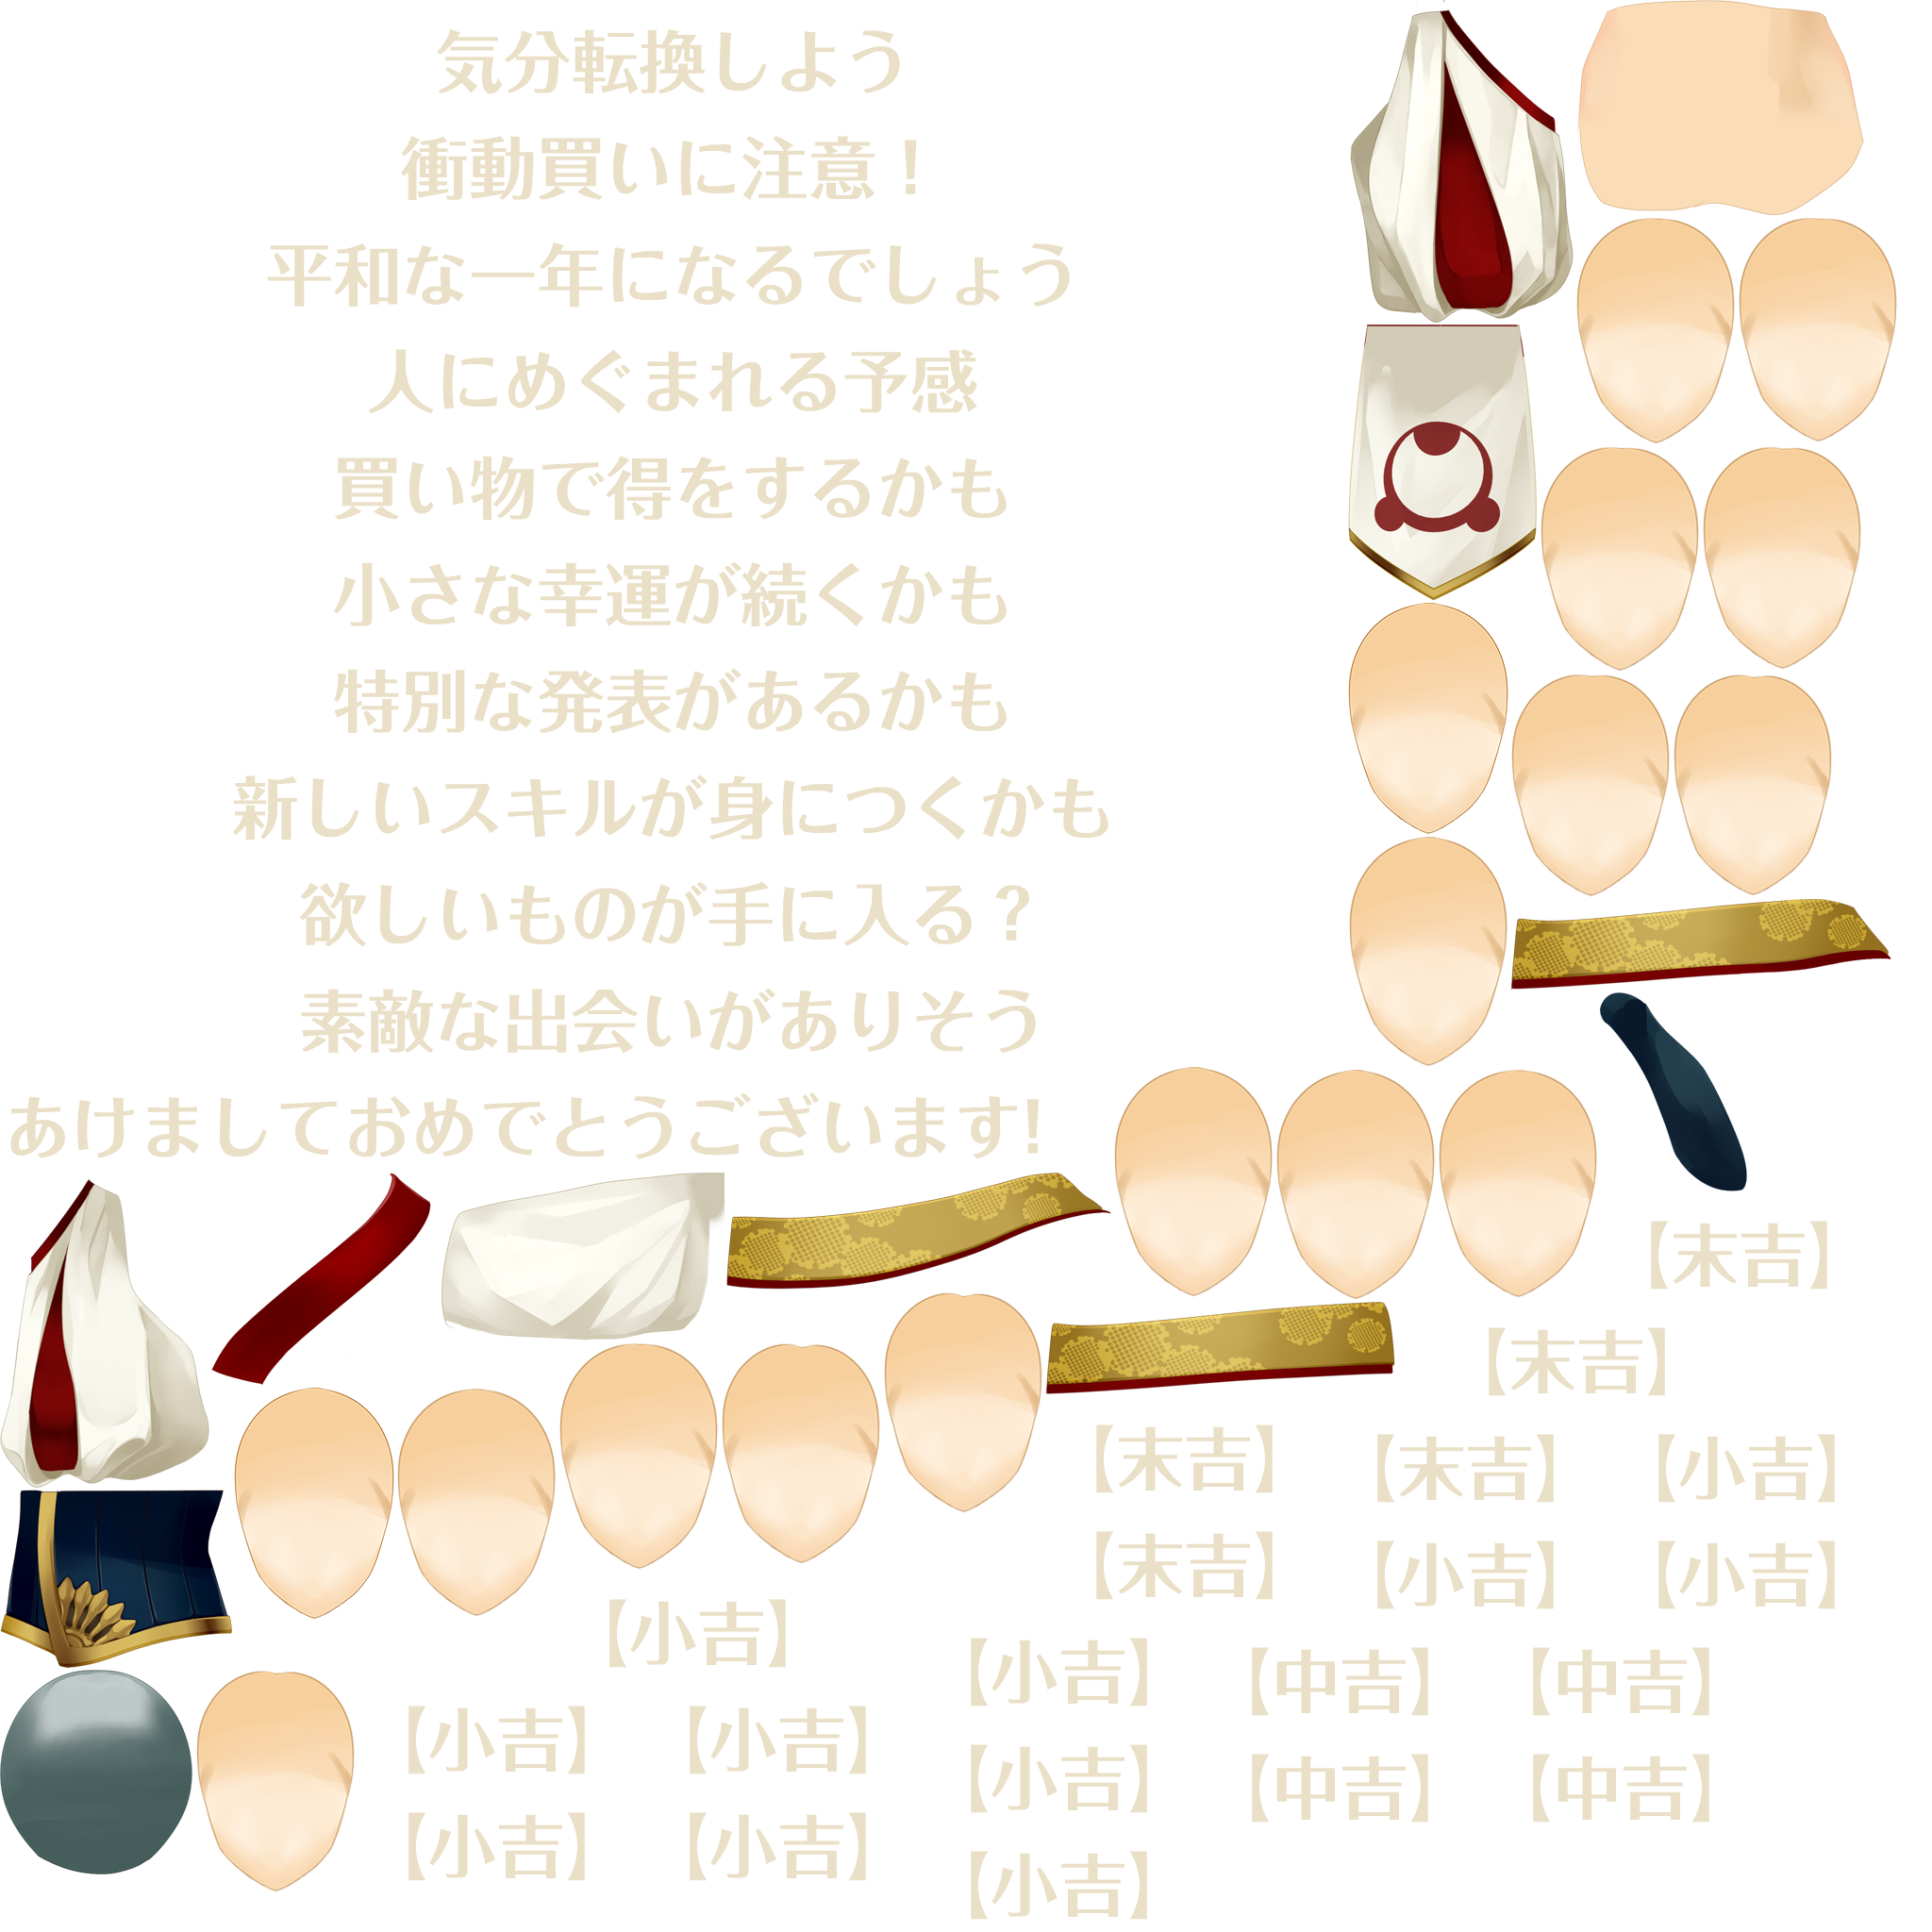 気分転換しよう
衝動買いに注意！
平和な一年になるでしょう
人にめぐまれる予感
買い物で得をするかも
小さな幸運が続くかも
特別な発表があるかも
新しいスキルが身につくかも
欲しいものが手に入る？
素敵な出会いがありそう
あけましておめでとうございます!
【末吉】
【末吉】
【末吉】
【末吉】
【小吉】
【末吉】
【小吉】
【小吉】
【小吉】
【小吉】
【中吉】
【中吉】
【小吉】
【小吉】
【小吉】
【中吉】
【中吉】
【小吉】
【小吉】
【小吉】